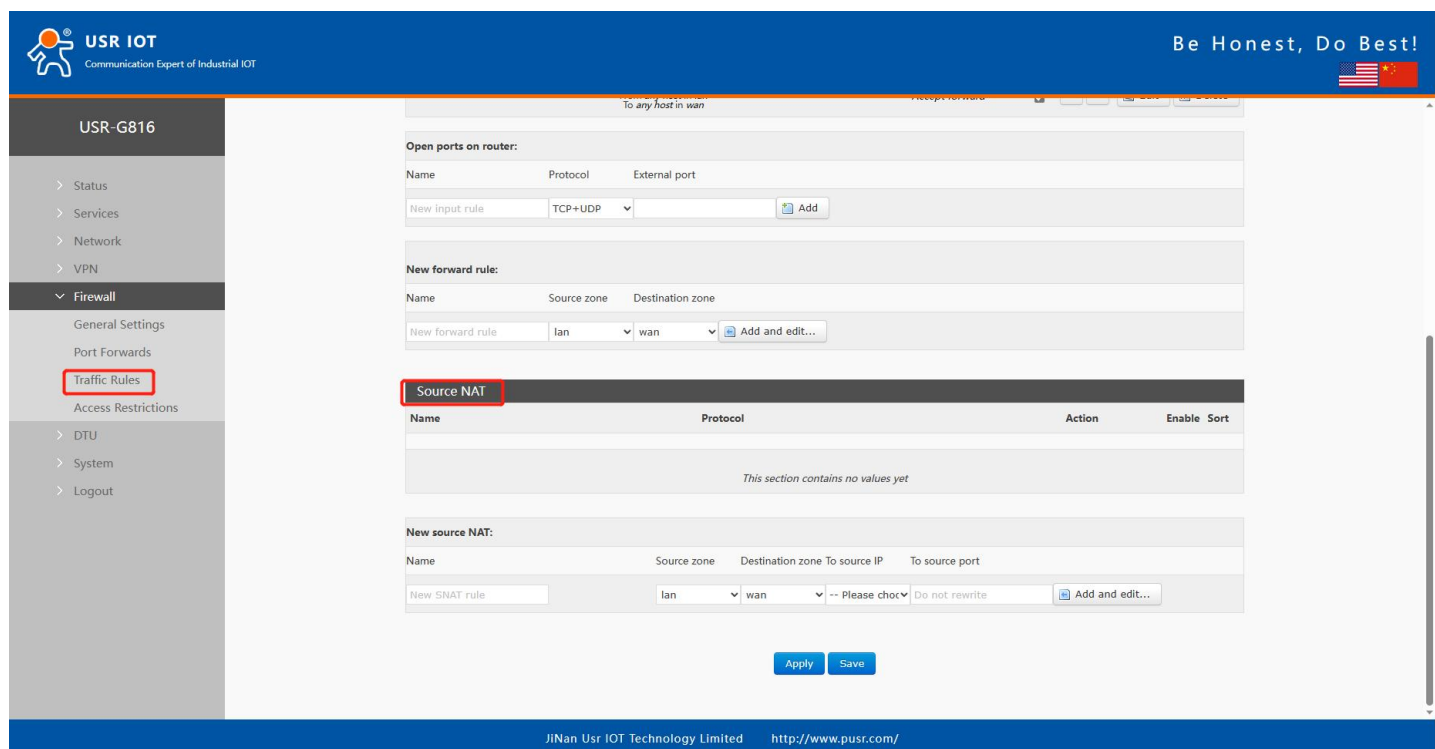 USR IOT
Communication Expert of Industrial IOT
Be Honest, Do Best!
USR-G816
Status
Services
Network
VPN
Firewall
General Settings
Port Forwards
Traffic Rules
Access Restrictions
DTU
System
Logout
To any host in wan
Open ports on router:
Name Protocol External port
New input rule TCP+UDP Add
New forward rule:
Name Source zone Destination zone
New forward rule lan wan Add and edit...
Source NAT
Name Protocol Action Enable Sort
This section contains no values yet
New source NAT:
Name Source zone Destination zone To source IP To source port
New SNAT rule lan wan -- Please choc Do not rewrite Add and edit...
Apply Save
JiNan Usr IOT Technology Limited http://www.pusr.com/